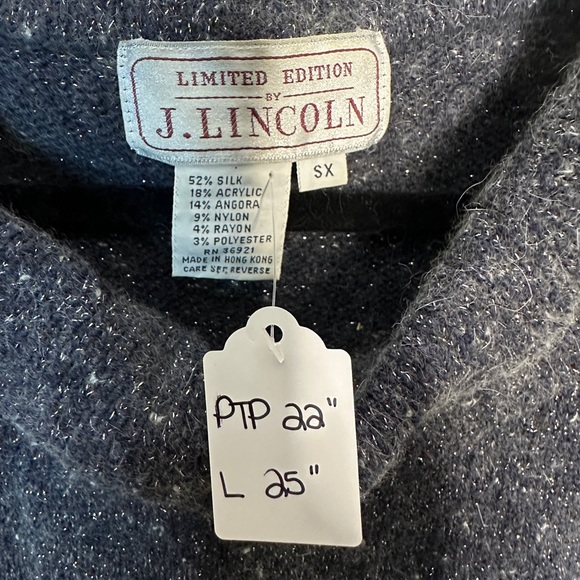 LIMITED EDITION
BY
J. LINCOLN
SX
52% SILK
18% ACRYLIC
14% ANGORA
9% NYLON
4% RAYON
3% POLYESTER
RN 36921
MADE IN HONG KONG
CARE SEE REVERSE
PTP 22"
L 25"